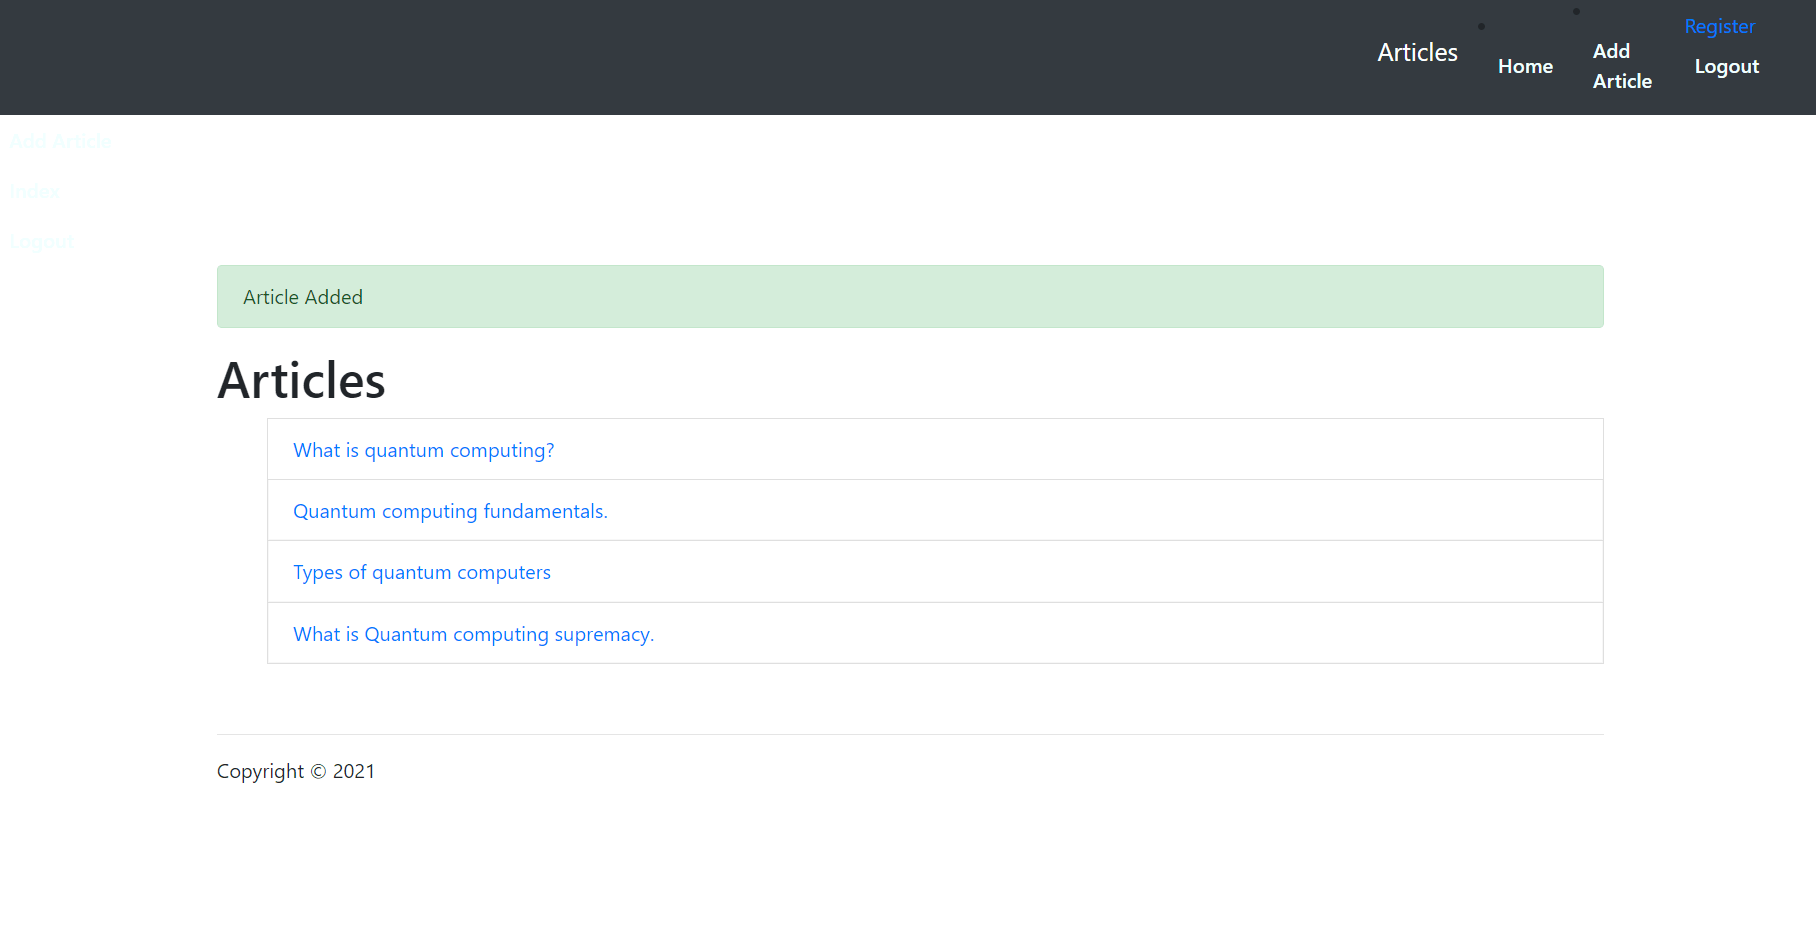 Register
Articles
Home
Add
Article
Logout
Add Article
Index
Logout
Article Added
Articles
What is quantum computing?
Quantum computing fundamentals.
Types of quantum computers
What is Quantum computing supremacy.
Copyright © 2021